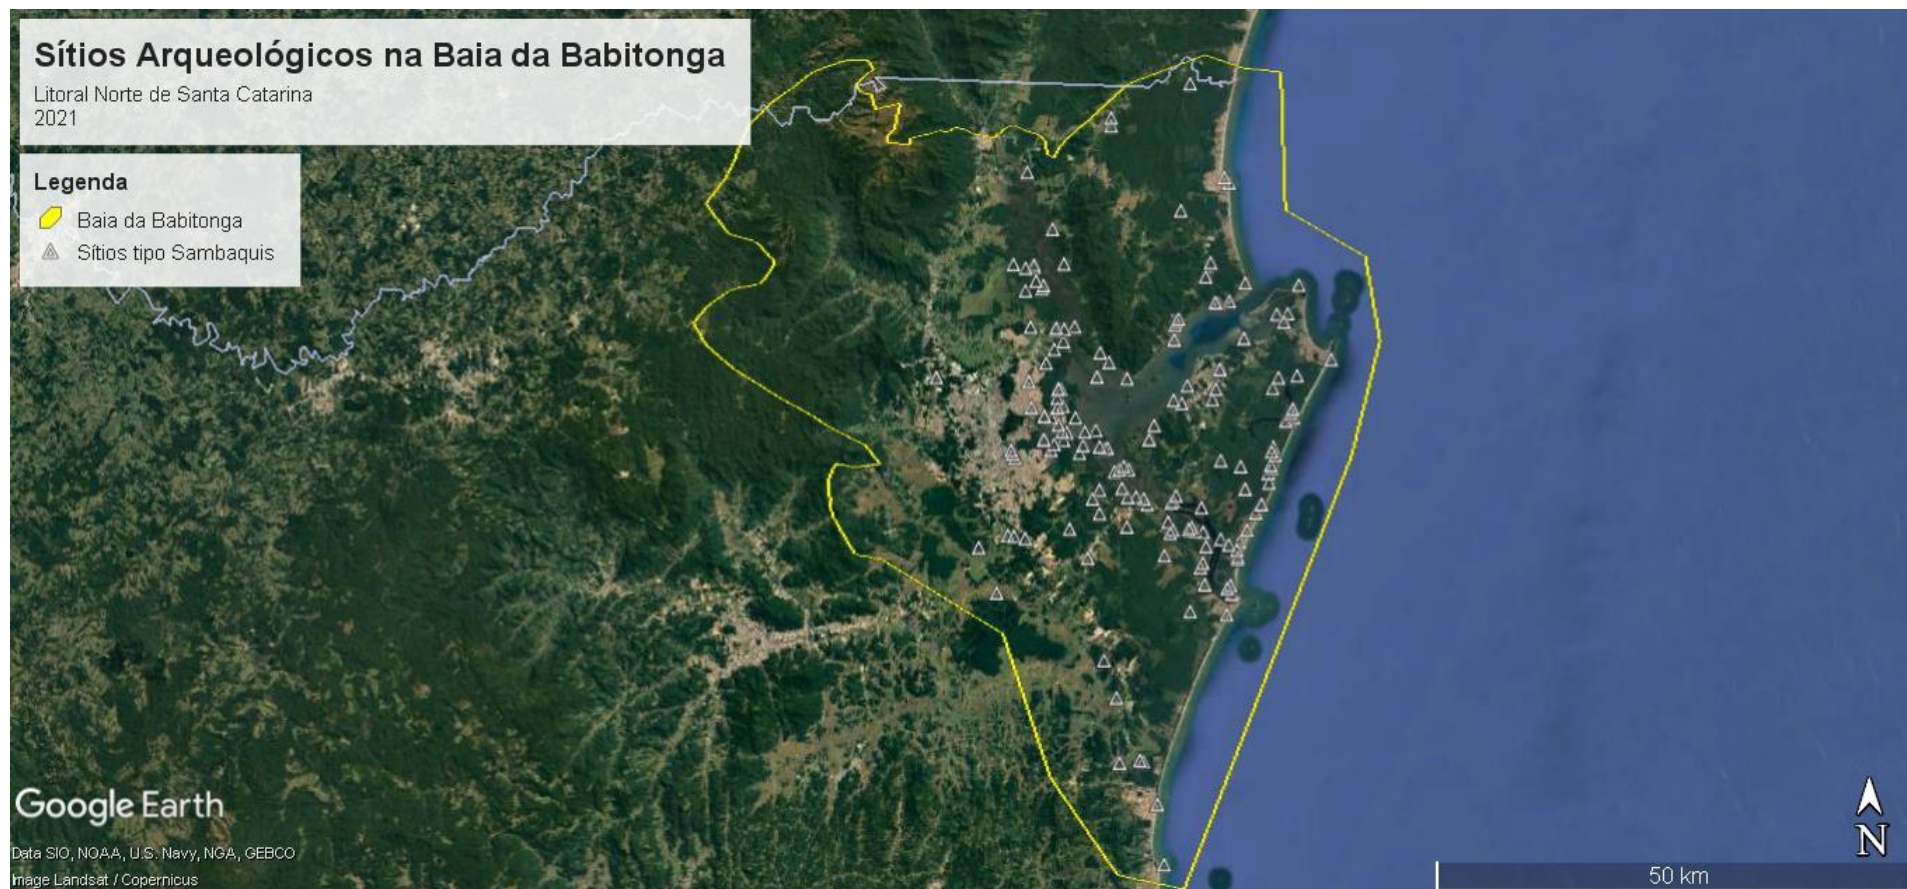 Sítios Arqueológicos na Baia da Babitonga
Litoral Norte de Santa Catarina
2021
Legenda
Baia da Babitonga
Sítios tipo Sambaquis
Google Earth
Data SIO, NOAA, U.S. Navy, NGA, GEBCO
Image Landsat / Copernicus
N
50 km